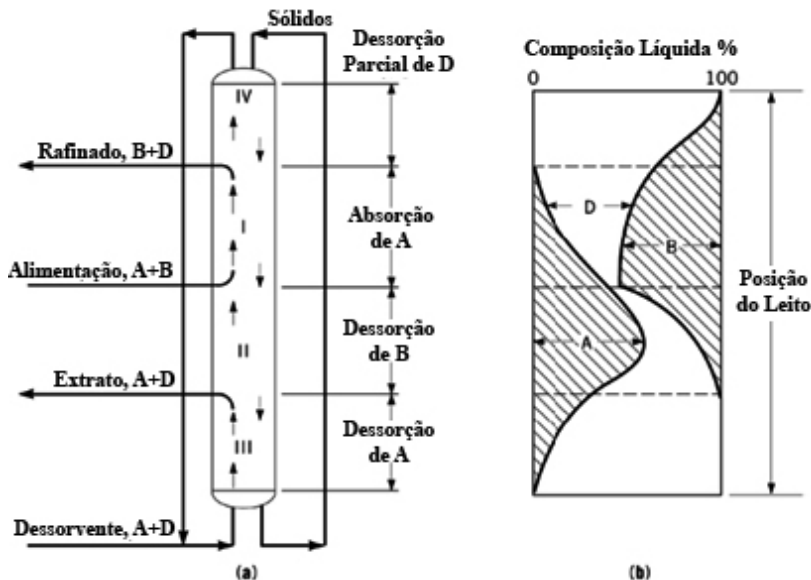 Sólidos
Dessorção
Parcial de D
IV
Rafinado, B+D
I
Absorção
de A
Alimentação, A+B
II
Dessorção
de B
Extrato, A+D
III
Dessorção
de A
Dessorvente, A+D
(a)
Composição Líquida %
0 100
D
B
A
Posição
do Leito
(b)